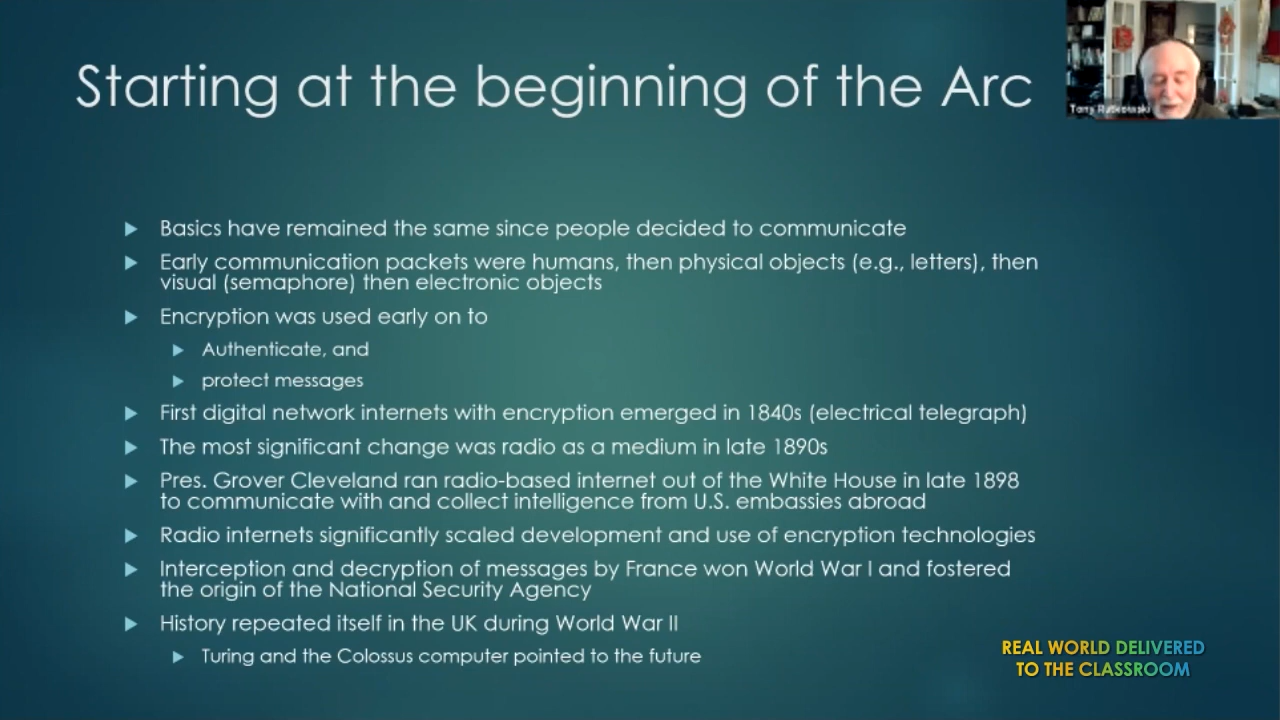 Starting at the beginning of the Arc
Tony Rutkowski
Basics have remained the same since people decided to communicate
Early communication packets were humans, then physical objects (e.g., letters), then
visual (semaphore) then electronic objects
Encryption was used early on to
Authenticate, and
protect messages
First digital network internets with encryption emerged in 1840s (electrical telegraph)
The most significant change was radio as a medium in late 1890s
Pres. Grover Cleveland ran radio-based internet out of the White House in late 1898
to communicate with and collect intelligence from U.S. embassies abroad
Radio internets significantly scaled development and use of encryption technologies
Interception and decryption of messages by France won World War I and fostered
the origin of the National Security Agency
History repeated itself in the UK during World War II
Turing and the Colossus computer pointed to the future
REAL WORLD DELIVERED
TO THE CLASSROOM